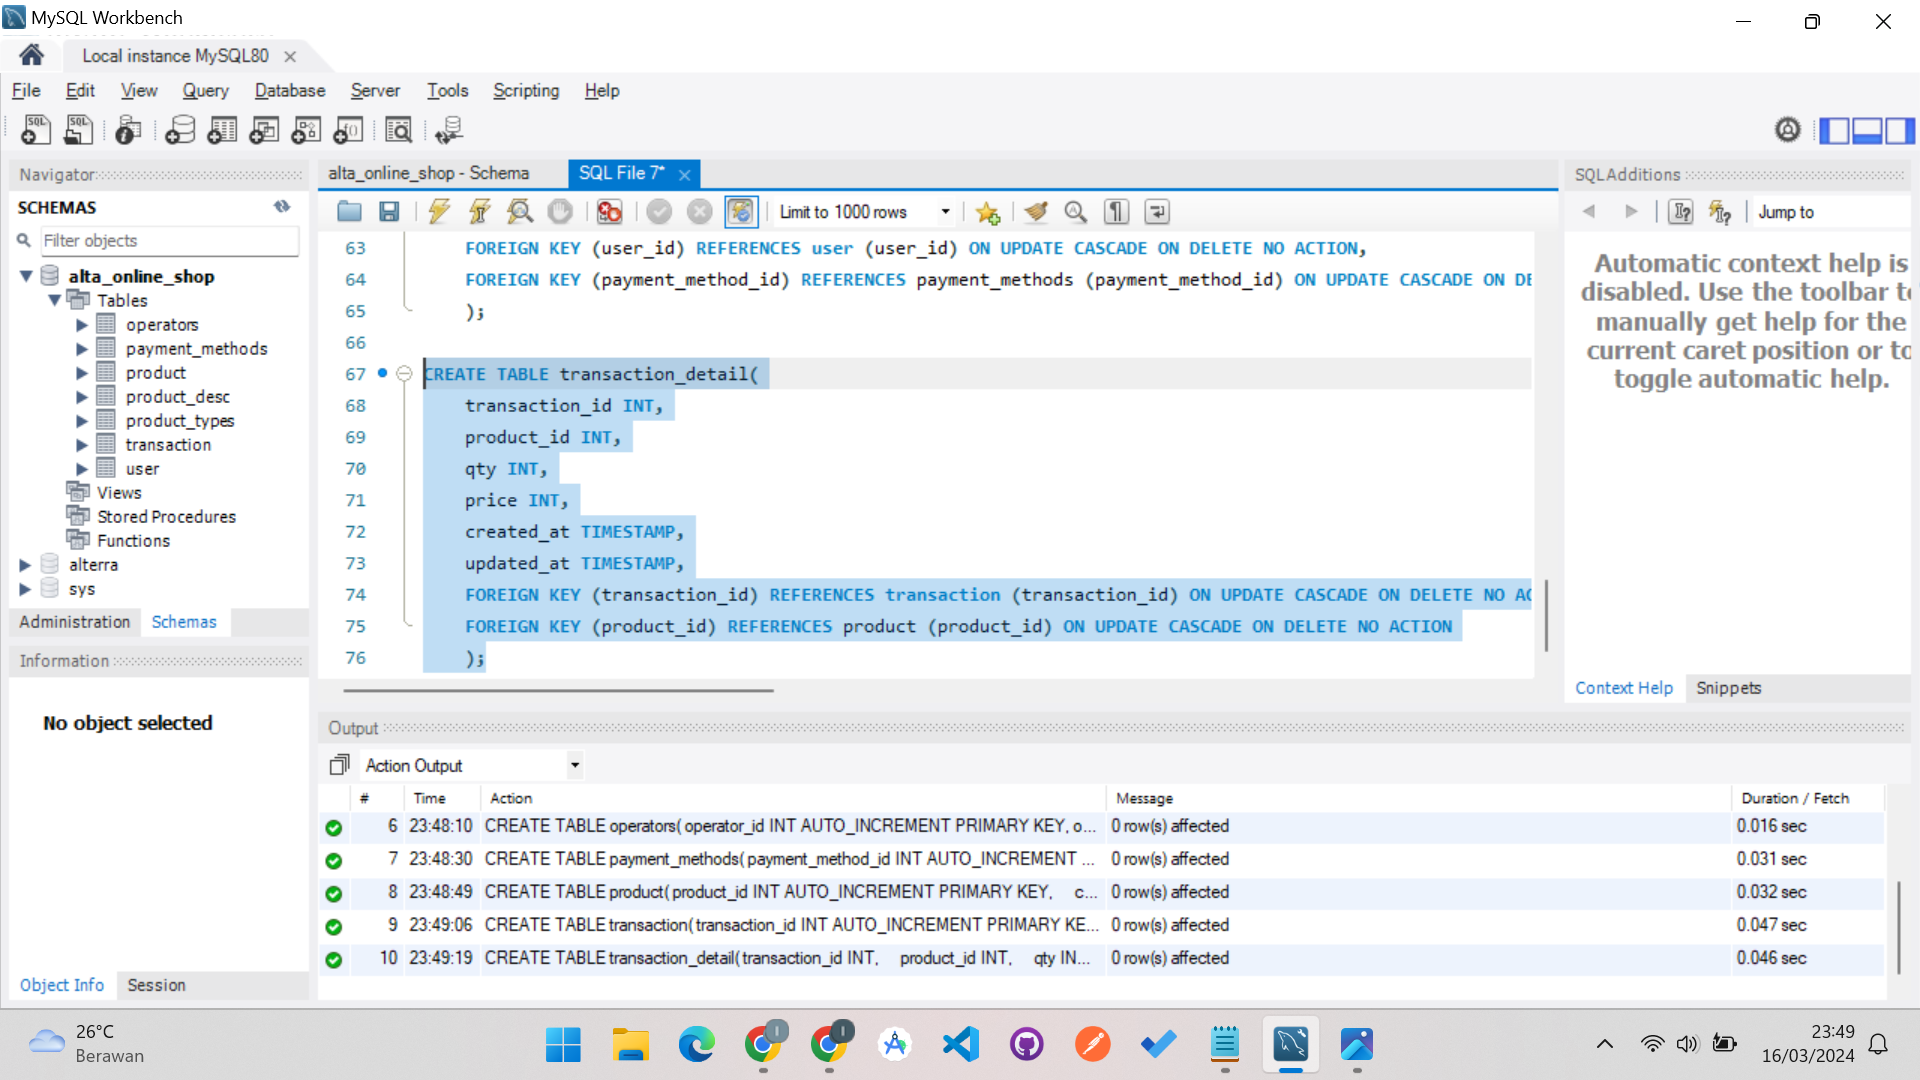 MySQL Workbench
Local instance MySQL80
File Edit View Query Database Server Tools Scripting Help
Navigator
SCHEMAS
Filter objects
alta_online_shop
Tables
operators
payment_methods
product
product_desc
product_types
transaction
user
Views
Stored Procedures
Functions
alterra
sys
Administration Schemas
Information
No object selected
Object Info Session
alta_online_shop - Schema SQL File 7*
Limit to 1000 rows
63 FOREIGN KEY (user_id) REFERENCES user (user_id) ON UPDATE CASCADE ON DELETE NO ACTION,
64 FOREIGN KEY (payment_method_id) REFERENCES payment_methods (payment_method_id) ON UPDATE CASCADE ON DE
65 );
66
67 CREATE TABLE transaction_detail(
68 transaction_id INT,
69 product_id INT,
70 qty INT,
71 price INT,
72 created_at TIMESTAMP,
73 updated_at TIMESTAMP,
74 FOREIGN KEY (transaction_id) REFERENCES transaction (transaction_id) ON UPDATE CASCADE ON DELETE NO AC
75 FOREIGN KEY (product_id) REFERENCES product (product_id) ON UPDATE CASCADE ON DELETE NO ACTION
76 );
SQLAdditions
Jump to
Automatic context help is
disabled. Use the toolbar to
manually get help for the
current caret position or to
toggle automatic help.
Context Help Snippets
Output
Action Output
# Time Action Message Duration / Fetch
6 23:48:10 CREATE TABLE operators( operator_id INT AUTO_INCREMENT PRIMARY KEY, o... 0 row(s) affected 0.016 sec
7 23:48:30 CREATE TABLE payment_methods( payment_method_id INT AUTO_INCREMENT ... 0 row(s) affected 0.031 sec
8 23:48:49 CREATE TABLE product( product_id INT AUTO_INCREMENT PRIMARY KEY, c... 0 row(s) affected 0.032 sec
9 23:49:06 CREATE TABLE transaction( transaction_id INT AUTO_INCREMENT PRIMARY KE... 0 row(s) affected 0.047 sec
10 23:49:19 CREATE TABLE transaction_detail( transaction_id INT, product_id INT, qty IN... 0 row(s) affected 0.046 sec
26°C
Berawan
23:49
16/03/2024